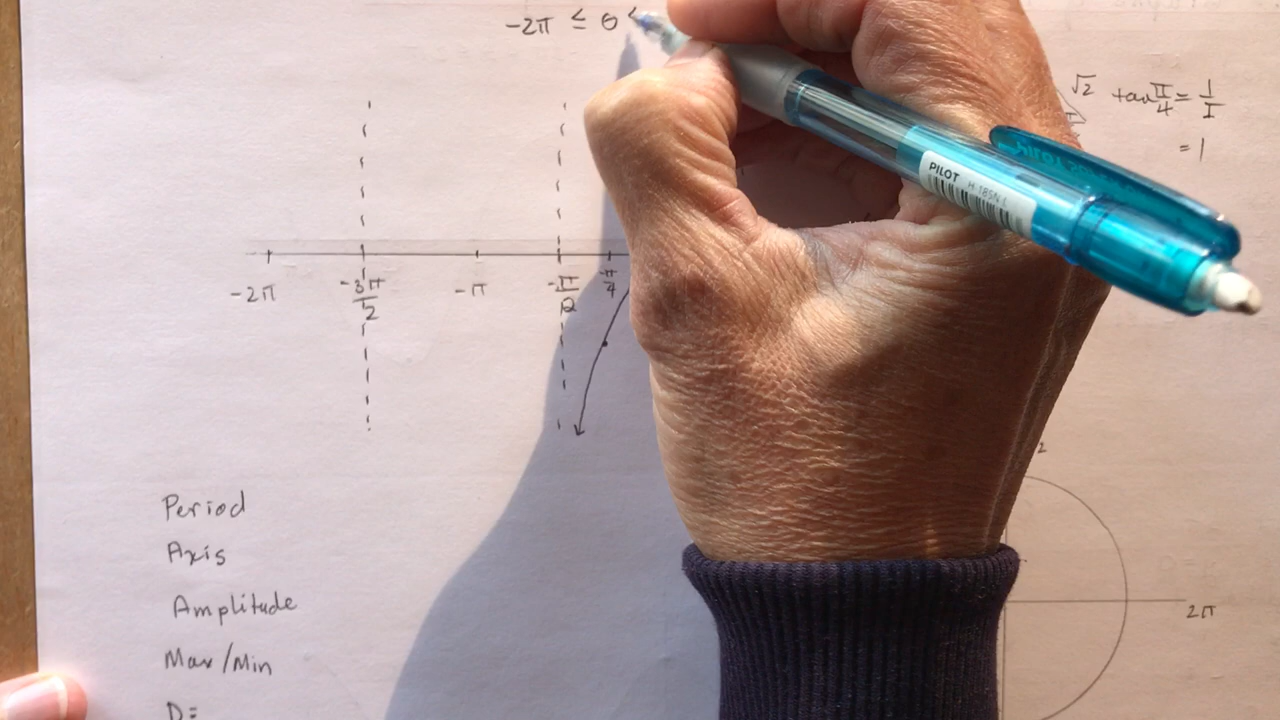 -2π ≤ θ <
√2 tan π/4 = 1/1
= 1
-2π -3π/2 -π -π/2 -π/4
PILOT H-185N
Period
Axis
Amplitude
2π
Max/Min
D=